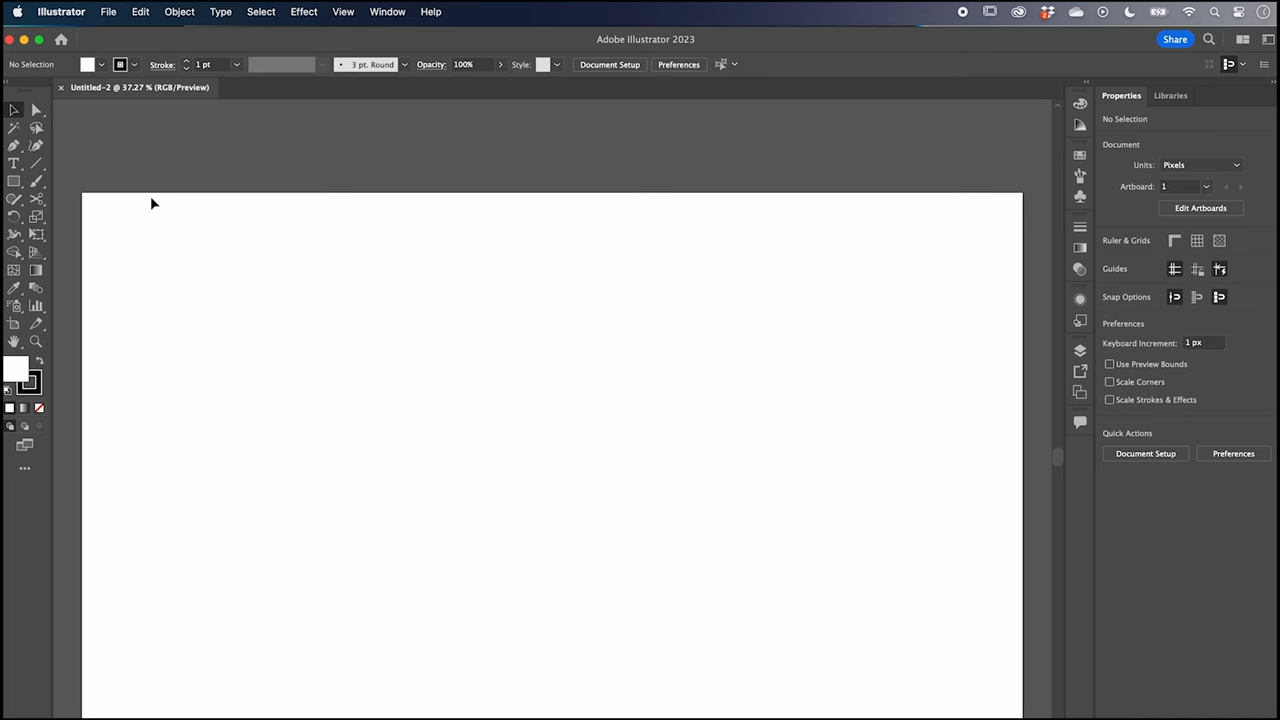 Illustrator File Edit Object Type Select Effect View Window Help
Adobe Illustrator 2023 Share
No Selection Stroke: 1 pt 3 pt. Round Opacity: 100% Style: Document Setup Preferences
Untitled-2 @ 37.27 % (RGB/Preview)
Properties Libraries
No Selection
Document
Units: Pixels
Artboard: 1
Edit Artboards
Ruler & Grids
Guides
Snap Options
Preferences
Keyboard Increment: 1 px
Use Preview Bounds
Scale Corners
Scale Strokes & Effects
Quick Actions
Document Setup Preferences